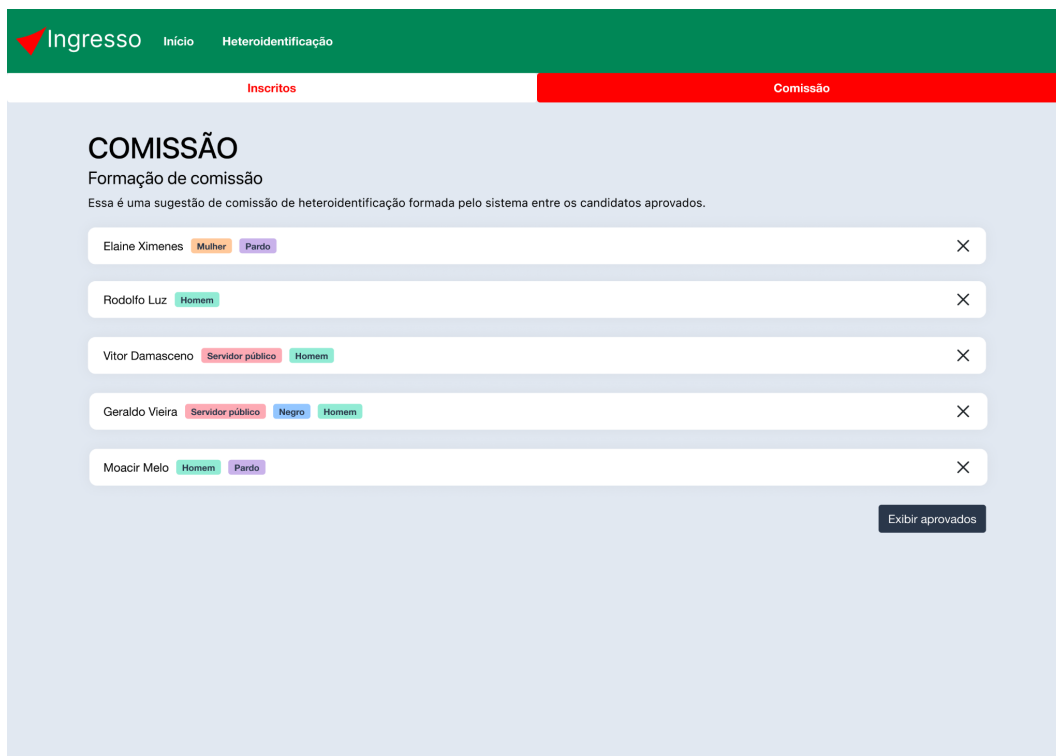 Ingresso Início Heteroidentificação
Inscritos Comissão
COMISSÃO
Formação de comissão
Essa é uma sugestão de comissão de heteroidentificação formada pelo sistema entre os candidatos aprovados.
Elaine Ximenes Mulher Pardo
Rodolfo Luz Homem
Vitor Damasceno Servidor público Homem
Geraldo Vieira Servidor público Negro Homem
Moacir Melo Homem Pardo
Exibir aprovados